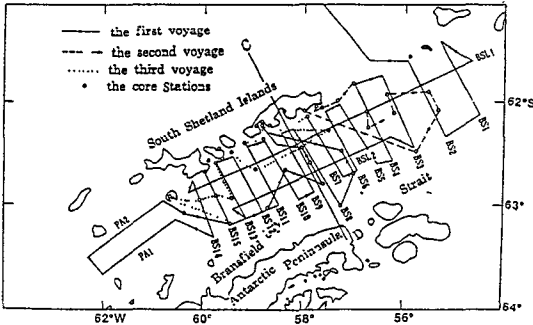 the first voyage
the second voyage
the third voyage
the core Stations
C
BSL1
62°S
South Shetland Islands
BS1
BS2
BS3
BS4
BS5
BSL2
BS6
BS7
BS8
BS9
BS10
BS11
BS13
BS15
BS14
Strait
63°
PA2
PA1
Bransfield
Antarctic Peninsula
D
64°
62°W
60°
58°
56°